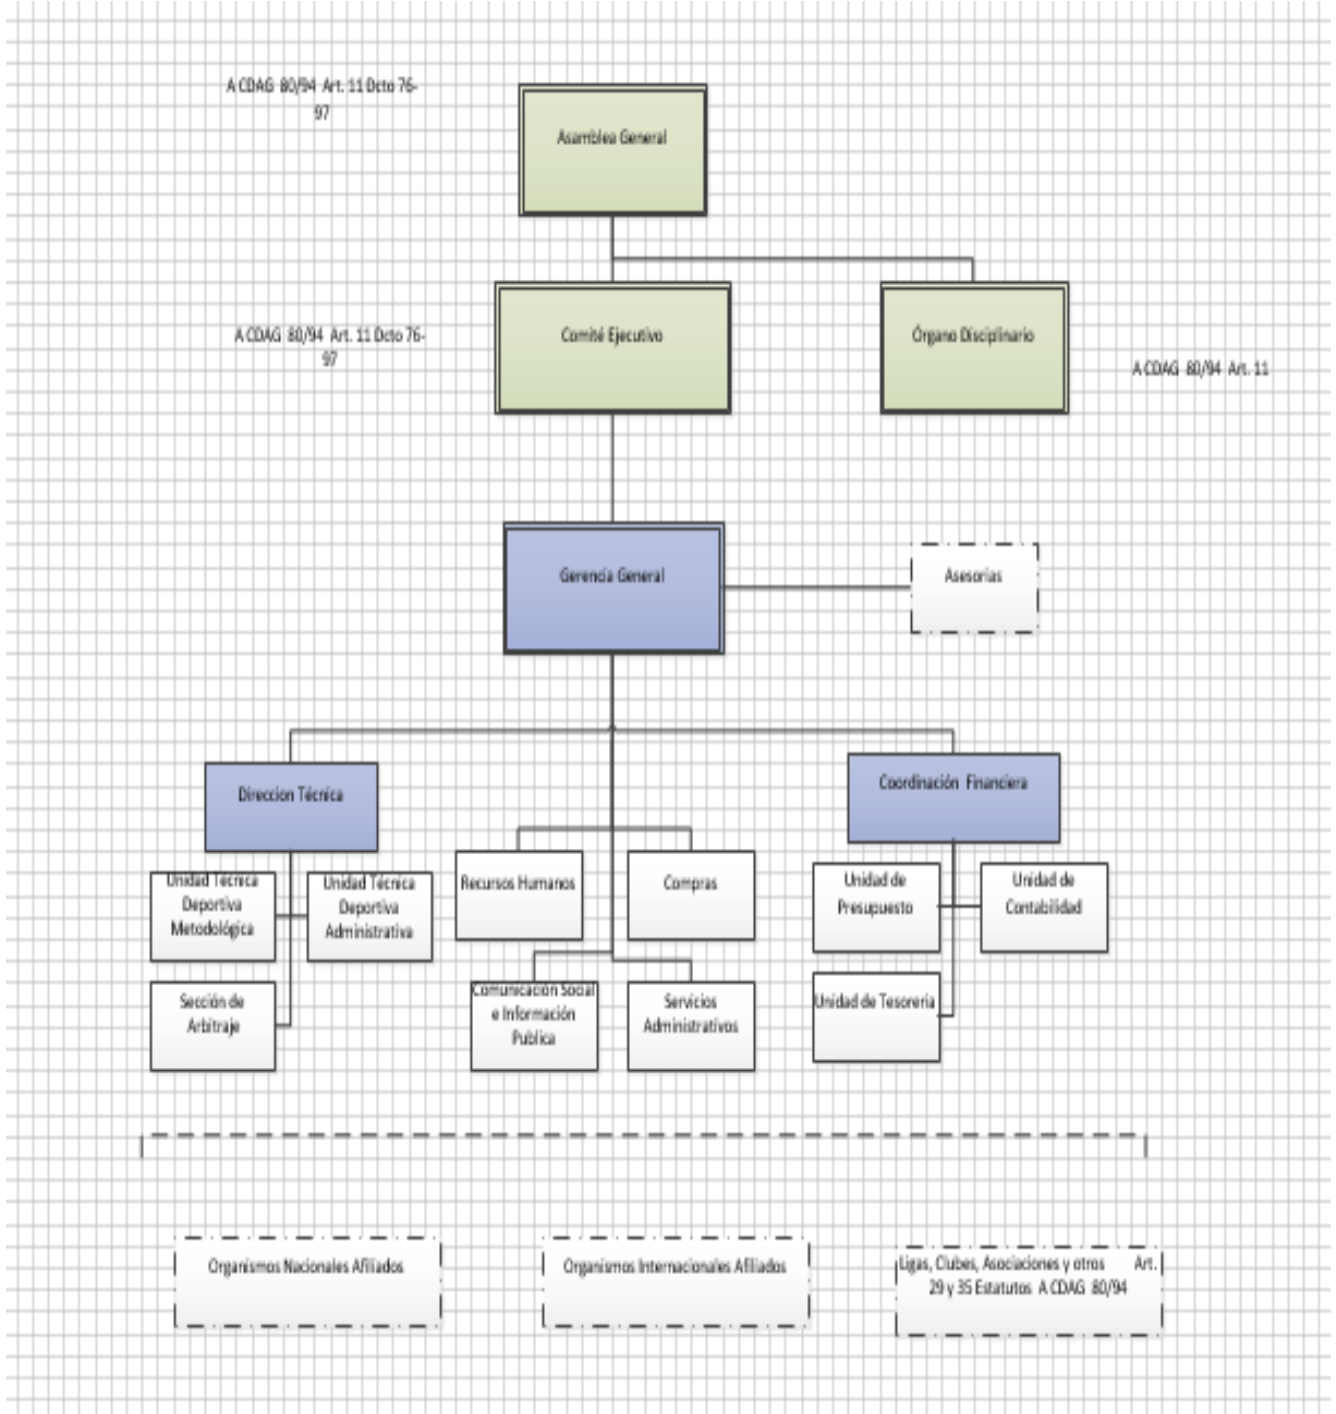 A CDAG 80/94 Art. 11 Dcto 76-
97
Asamblea General
A CDAG 80/94 Art. 11 Dcto 76-
97
Comité Ejecutivo
Órgano Disciplinario
A CDAG 80/94 Art. 11
Gerencia General
Asesorias
Direccion Técnica
Coordinación Financiera
Unidad Técnica
Deportiva
Metodológica
Unidad Técnica
Deportiva
Administrativa
Recursos Humanos
Compras
Unidad de
Presupuesto
Unidad de
Contabilidad
Sección de
Arbitraje
Comunicación Social
e Información
Publica
Servicios
Administrativos
Unidad de Tesoreria
Organismos Nacionales Afiliados
Organismos Internacionales Afiliados
Ligas, Clubes, Asociaciones y otros Art.
29 y 35 Estatutos A CDAG 80/94